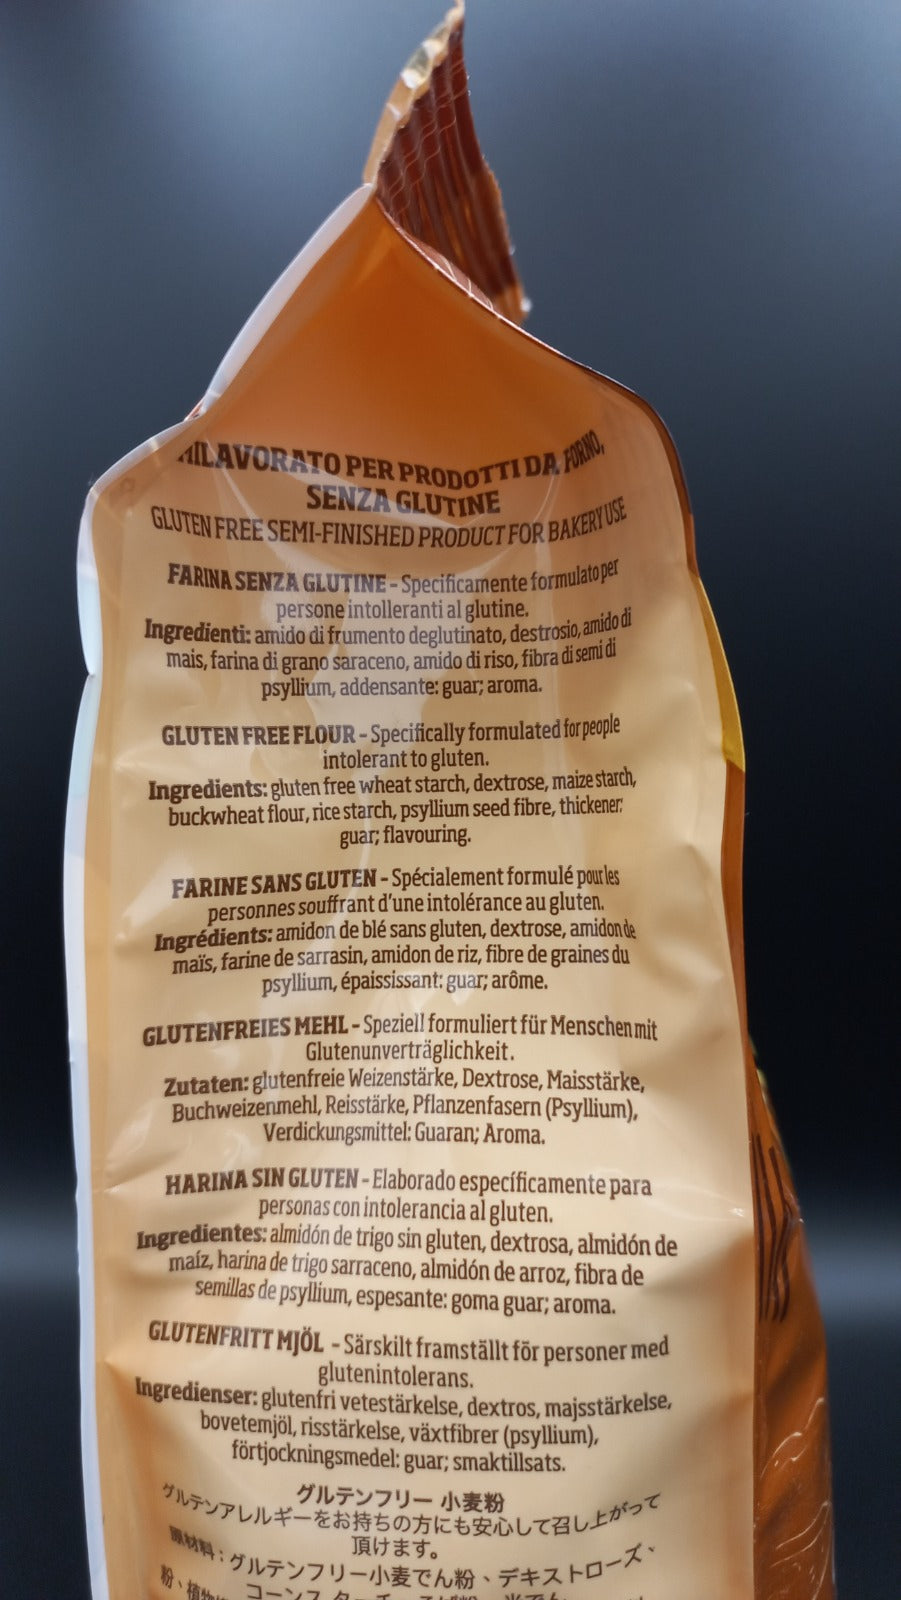 MILAVORATO PER PRODOTTI DA FORNO,
SENZA GLUTINE
GLUTEN FREE SEMI-FINISHED PRODUCT FOR BAKERY USE
FARINA SENZA GLUTINE - Specificamente formulato per
persone intolleranti al glutine.
Ingredienti: amido di frumento deglutinato, destrosio, amido di
mais, farina di grano saraceno, amido di riso, fibra di semi di
psyllium, addensante: guar; aroma.
GLUTEN FREE FLOUR - Specifically formulated for people
intolerant to gluten.
Ingredients: gluten free wheat starch, dextrose, maize starch,
buckwheat flour, rice starch, psyllium seed fibre, thickener:
guar; flavouring.
FARINE SANS GLUTEN - Spécialement formulé pour les
personnes souffrant d'une intolérance au gluten.
Ingrédients: amidon de blé sans gluten, dextrose, amidon de
maïs, farine de sarrasin, amidon de riz, fibre de graines du
psyllium, épaississant: guar; arôme.
GLUTENFREIES MEHL - Speziell formuliert für Menschen mit
Glutenunverträglichkeit.
Zutaten: glutenfreie Weizenstärke, Dextrose, Maisstärke,
Buchweizenmehl, Reisstärke, Pflanzenfasern (Psyllium),
Verdickungsmittel: Guaran; Aroma.
HARINA SIN GLUTEN - Elaborado específicamente para
personas con intolerancia al gluten.
Ingredientes: almidón de trigo sin gluten, dextrosa, almidón de
maíz, harina de trigo sarraceno, almidón de arroz, fibra de
semillas de psyllium, espesante: goma guar; aroma.
GLUTENFRITT MJÖL - Särskilt framställt för personer med
glutenintolerans.
Ingredienser: glutenfri vetestärkelse, dextros, majsstärkelse,
bovetemjöl, risstärkelse, växtfibrer (psyllium),
förtjockningsmedel: guar; smaktillsats.
グルテンフリー 小麦粉
グルテンアレルギーをお持ちの方にも安心して召し上がって
頂けます。
原材料：グルテンフリー小麦でん粉、デキストローズ、
粉、植物